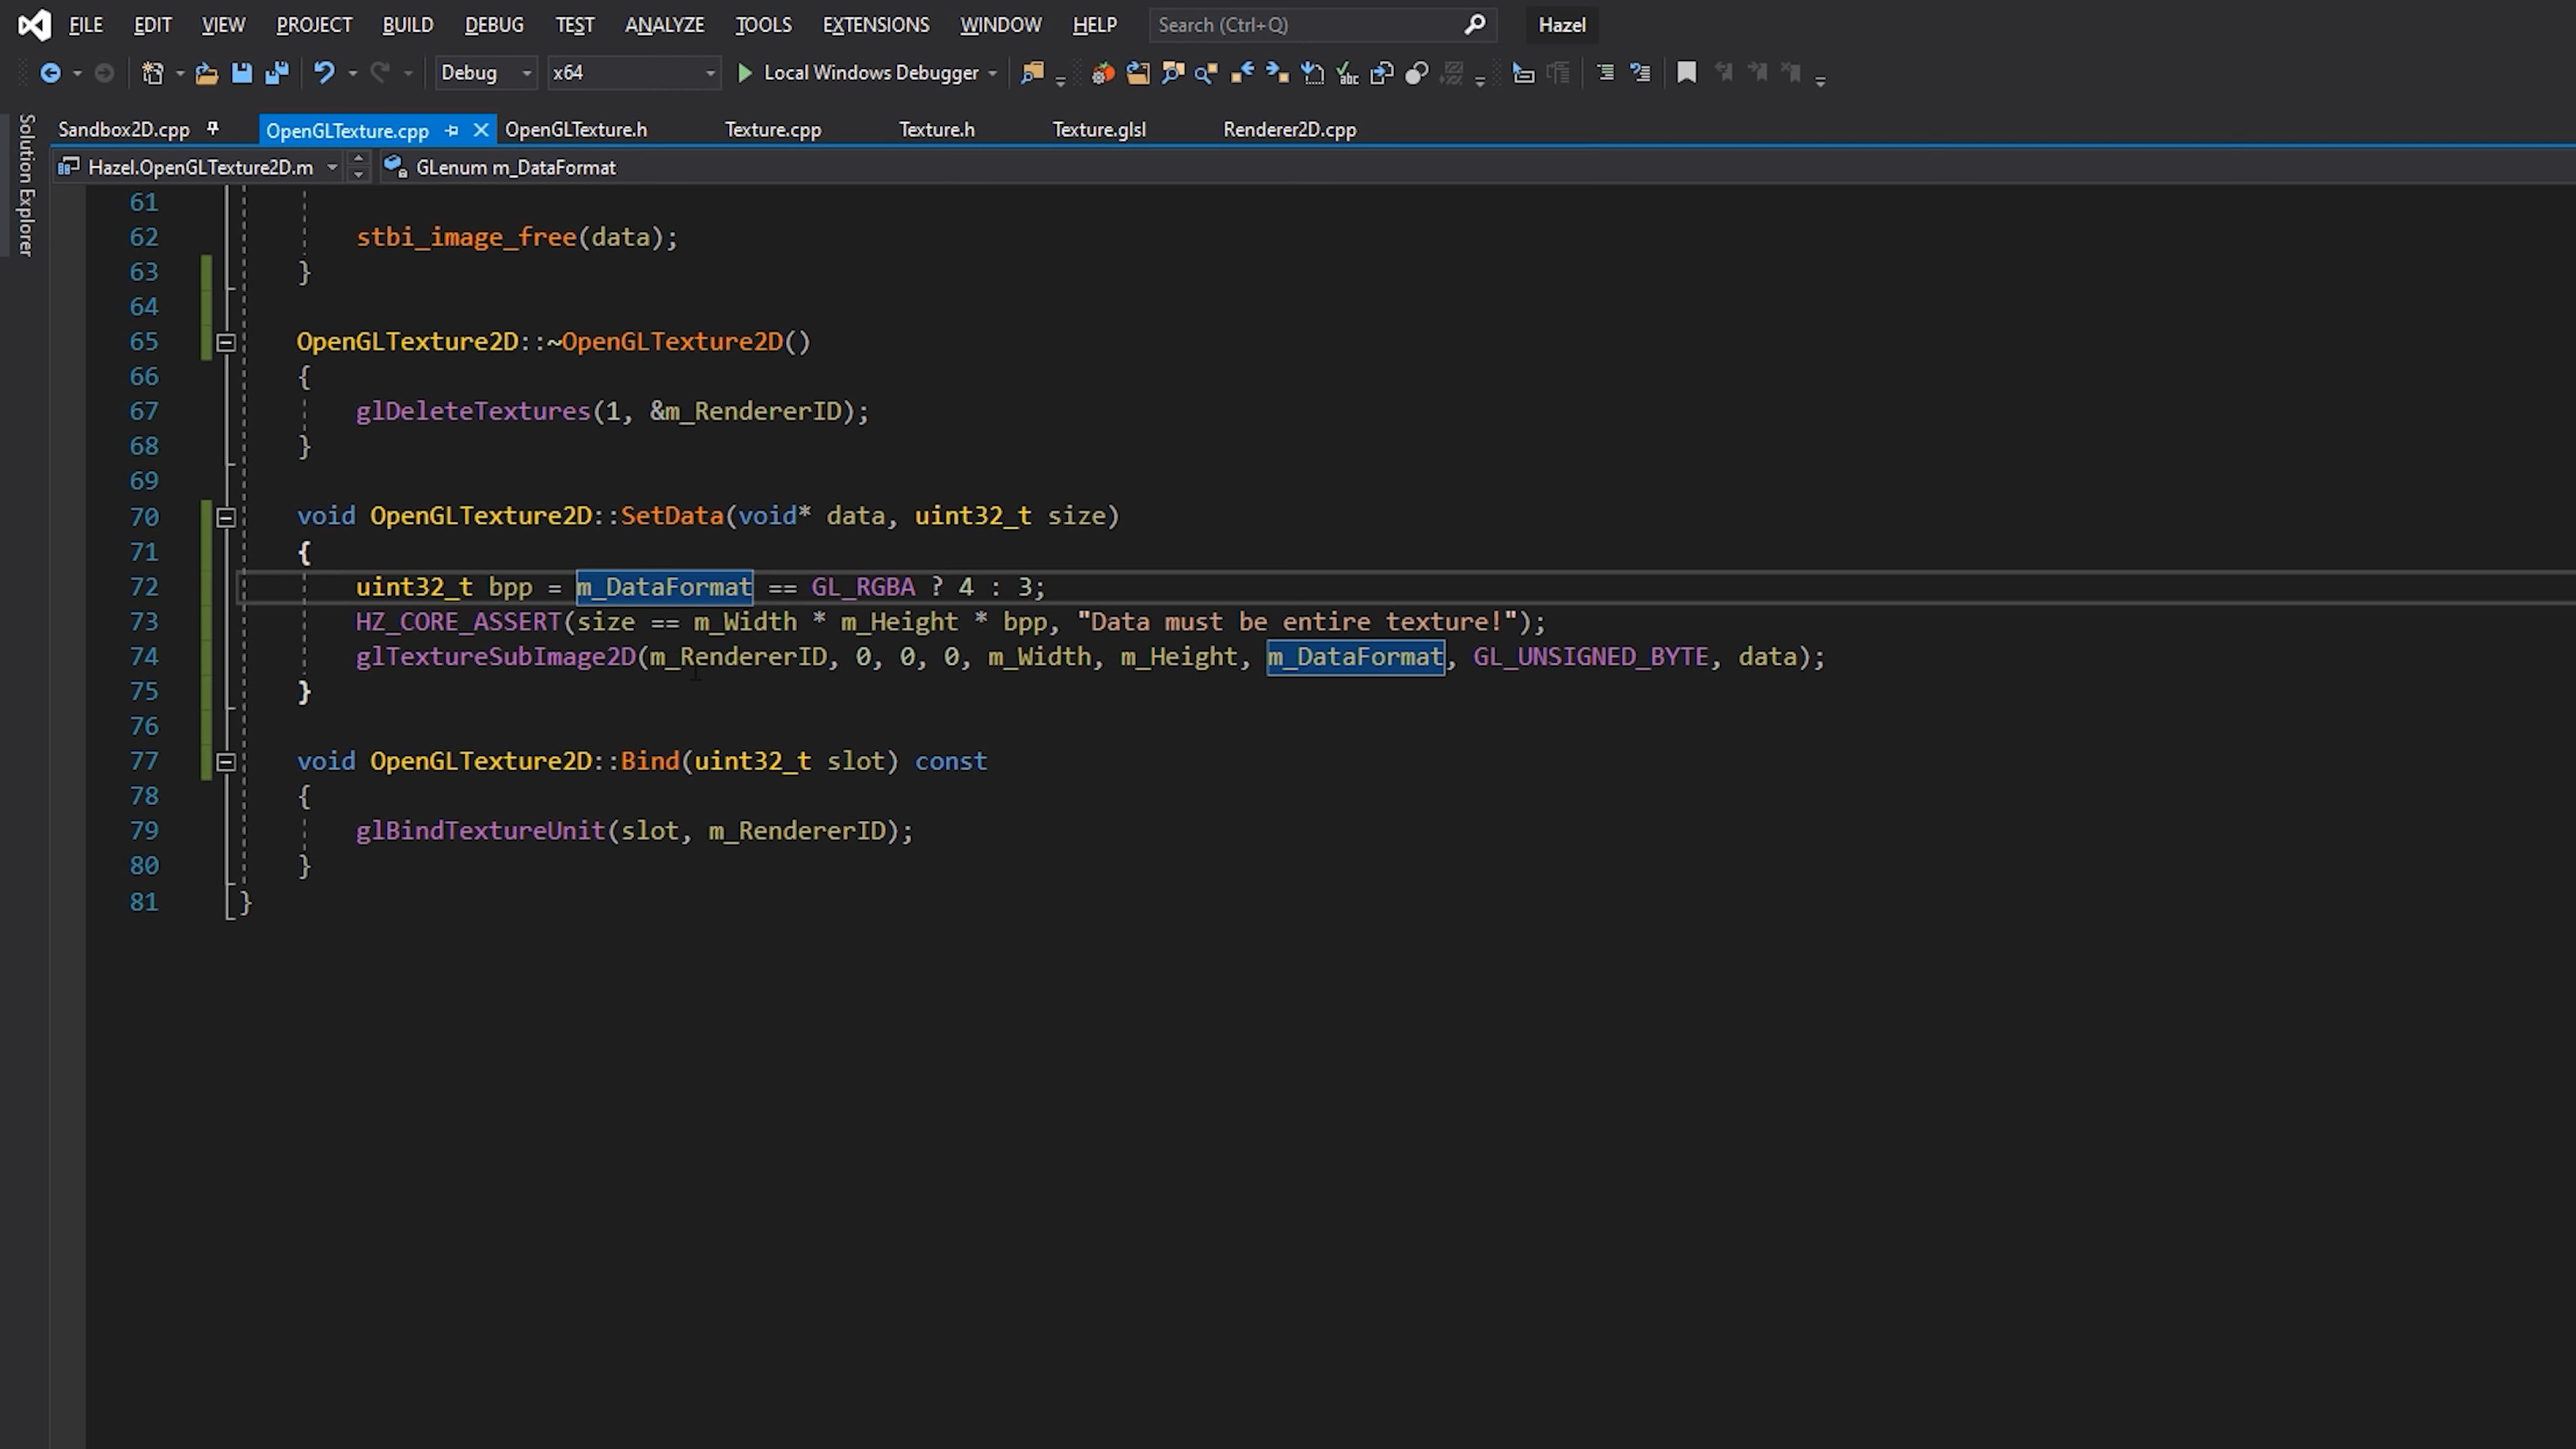 FILE EDIT VIEW PROJECT BUILD DEBUG TEST ANALYZE TOOLS EXTENSIONS WINDOW HELP Search (Ctrl+Q) Hazel
Debug x64 Local Windows Debugger
Solution Explorer
Sandbox2D.cpp OpenGLTexture.cpp OpenGLTexture.h Texture.cpp Texture.h Texture.glsl Renderer2D.cpp
Hazel.OpenGLTexture2D.m GLenum m_DataFormat
61
62 stbi_image_free(data);
63 }
64
65 OpenGLTexture2D::~OpenGLTexture2D()
66 {
67 glDeleteTextures(1, &m_RendererID);
68 }
69
70 void OpenGLTexture2D::SetData(void* data, uint32_t size)
71 {
72 uint32_t bpp = m_DataFormat == GL_RGBA ? 4 : 3;
73 HZ_CORE_ASSERT(size == m_Width * m_Height * bpp, "Data must be entire texture!");
74 glTextureSubImage2D(m_RendererID, 0, 0, 0, m_Width, m_Height, m_DataFormat, GL_UNSIGNED_BYTE, data);
75 }
76
77 void OpenGLTexture2D::Bind(uint32_t slot) const
78 {
79 glBindTextureUnit(slot, m_RendererID);
80 }
81 }